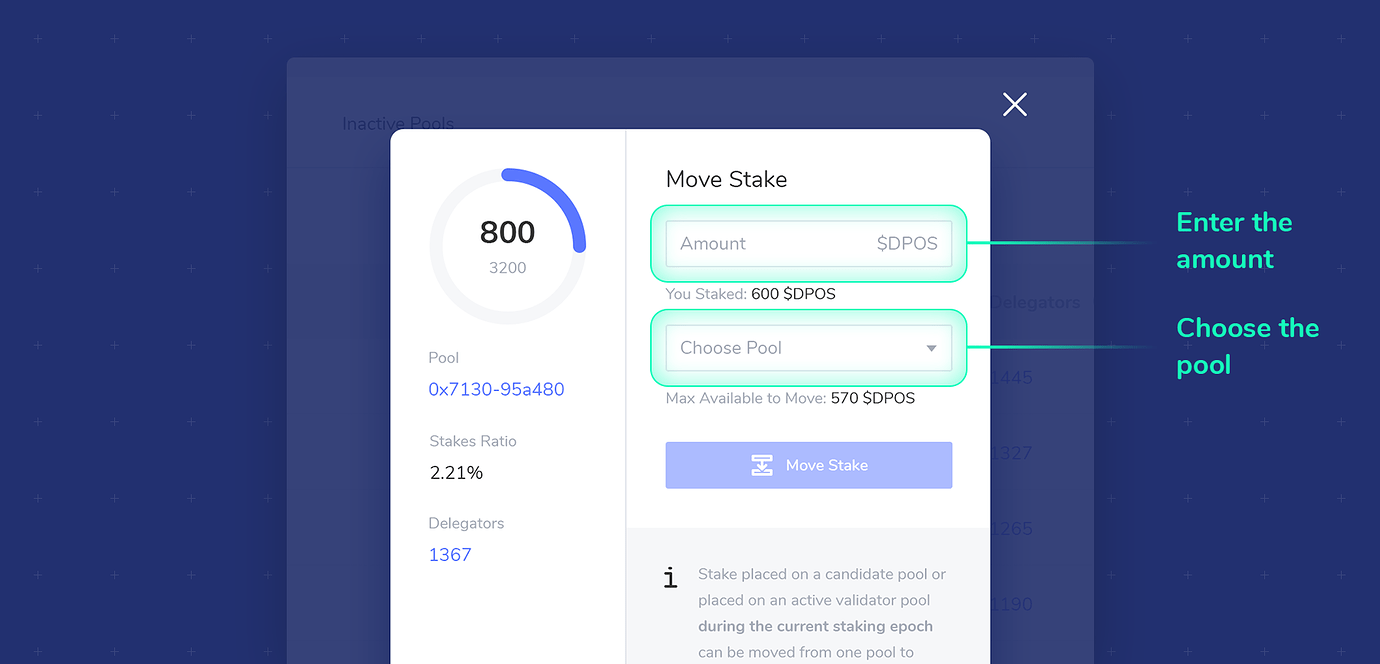 Inactive Pools
800
3200
Pool
0x7130-95a480
Stakes Ratio
2.21%
Delegators
1367
Move Stake
Amount $DPOS
You Staked: 600 $DPOS
Choose Pool
Max Available to Move: 570 $DPOS
Move Stake
i
Stake placed on a candidate pool or
placed on an active validator pool
during the current staking epoch
can be moved from one pool to
Delegators
1445
1327
1265
1190
Enter the
amount
Choose the
pool